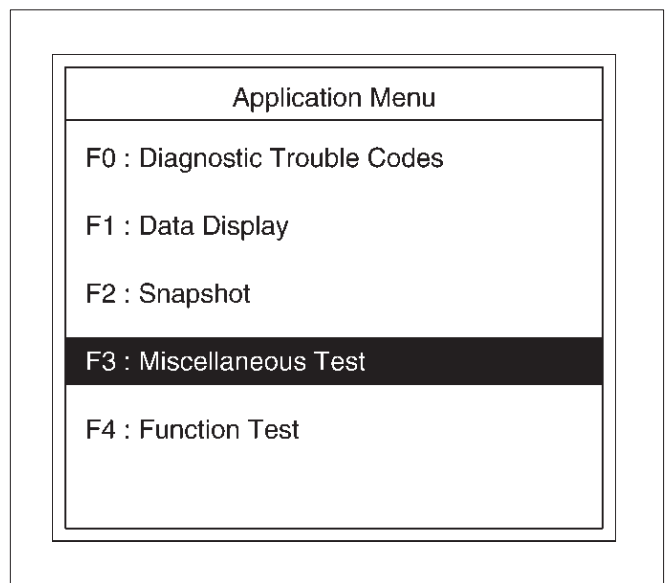 Application Menu
F0 : Diagnostic Trouble Codes
F1 : Data Display
F2 : Snapshot
F3 : Miscellaneous Test
F4 : Function Test